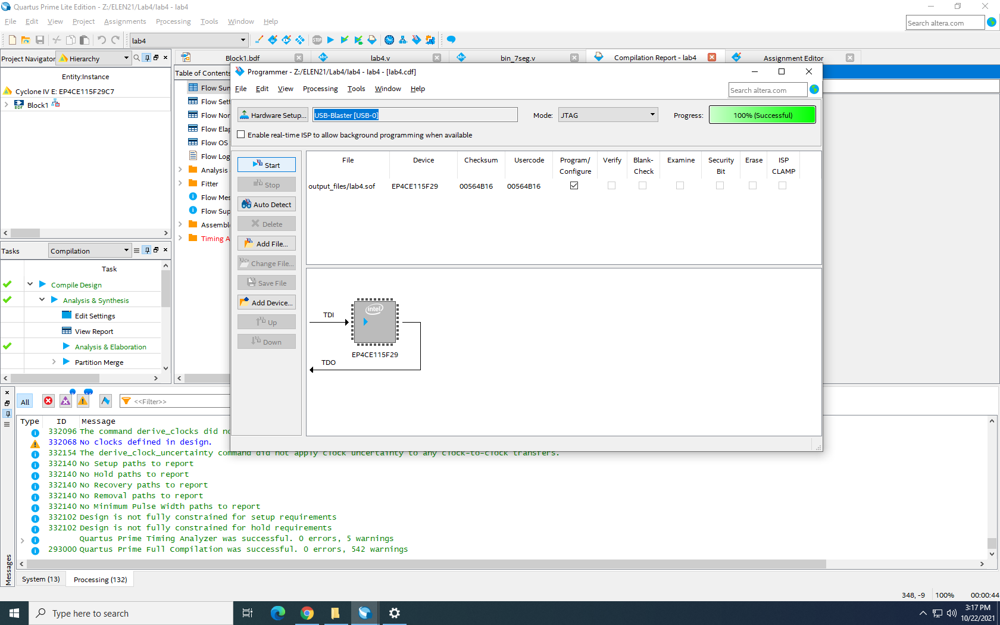 Quartus Prime Lite Edition - Z:/ELEN21/Lab4/lab4 - lab4
File Edit View Project Assignments Processing Tools Window Help
Search altera.com
lab4
STOP
Project Navigator Hierarchy
Block1.bdf
lab4.v
bin_7seg.v
Compilation Report - lab4
Assignment Editor
Entity:Instance
Cyclone IV E: EP4CE115F29C7
BDF Block1
Table of Contents
Flow Sum
Flow Sett
Flow Non
Flow Elap
Flow OS
Flow Log
Analysis
Fitter
Flow Mes
Flow Sup
Assemble
Timing A
Programmer - Z:/ELEN21/Lab4/lab4 - lab4 - [lab4.cdf]
File Edit View Processing Tools Window Help
Search altera.com
Hardware Setup... USB-Blaster [USB-0] Mode: JTAG Progress: 100% (Successful)
Enable real-time ISP to allow background programming when available
Start
Stop
Auto Detect
Delete
Add File...
Change File...
Save File
Add Device...
Up
Down
File Device Checksum Usercode Program/ Configure Verify Blank- Check Examine Security Bit Erase ISP CLAMP
output_files/lab4.sof EP4CE115F29 00564B16 00564B16
TDI
intel
EP4CE115F29
TDO
Tasks Compilation
Task
Compile Design
Analysis & Synthesis
Edit Settings
View Report
Analysis & Elaboration
Partition Merge
All <<Filter>>
Type ID Message
332096 The command derive_clocks did no
332068 No clocks defined in design.
332154 The derive_clock_uncertainty command did not apply clock uncertainty to any clock-to-clock transfers.
332140 No Setup paths to report
332140 No Hold paths to report
332140 No Recovery paths to report
332140 No Removal paths to report
332140 No Minimum Pulse Width paths to report
332102 Design is not fully constrained for setup requirements
332102 Design is not fully constrained for hold requirements
Quartus Prime Timing Analyzer was successful. 0 errors, 5 warnings
293000 Quartus Prime Full Compilation was successful. 0 errors, 542 warnings
Messages
System (13) Processing (132)
348, -9 100% 00:00:44
Type here to search
3:17 PM
10/22/2021